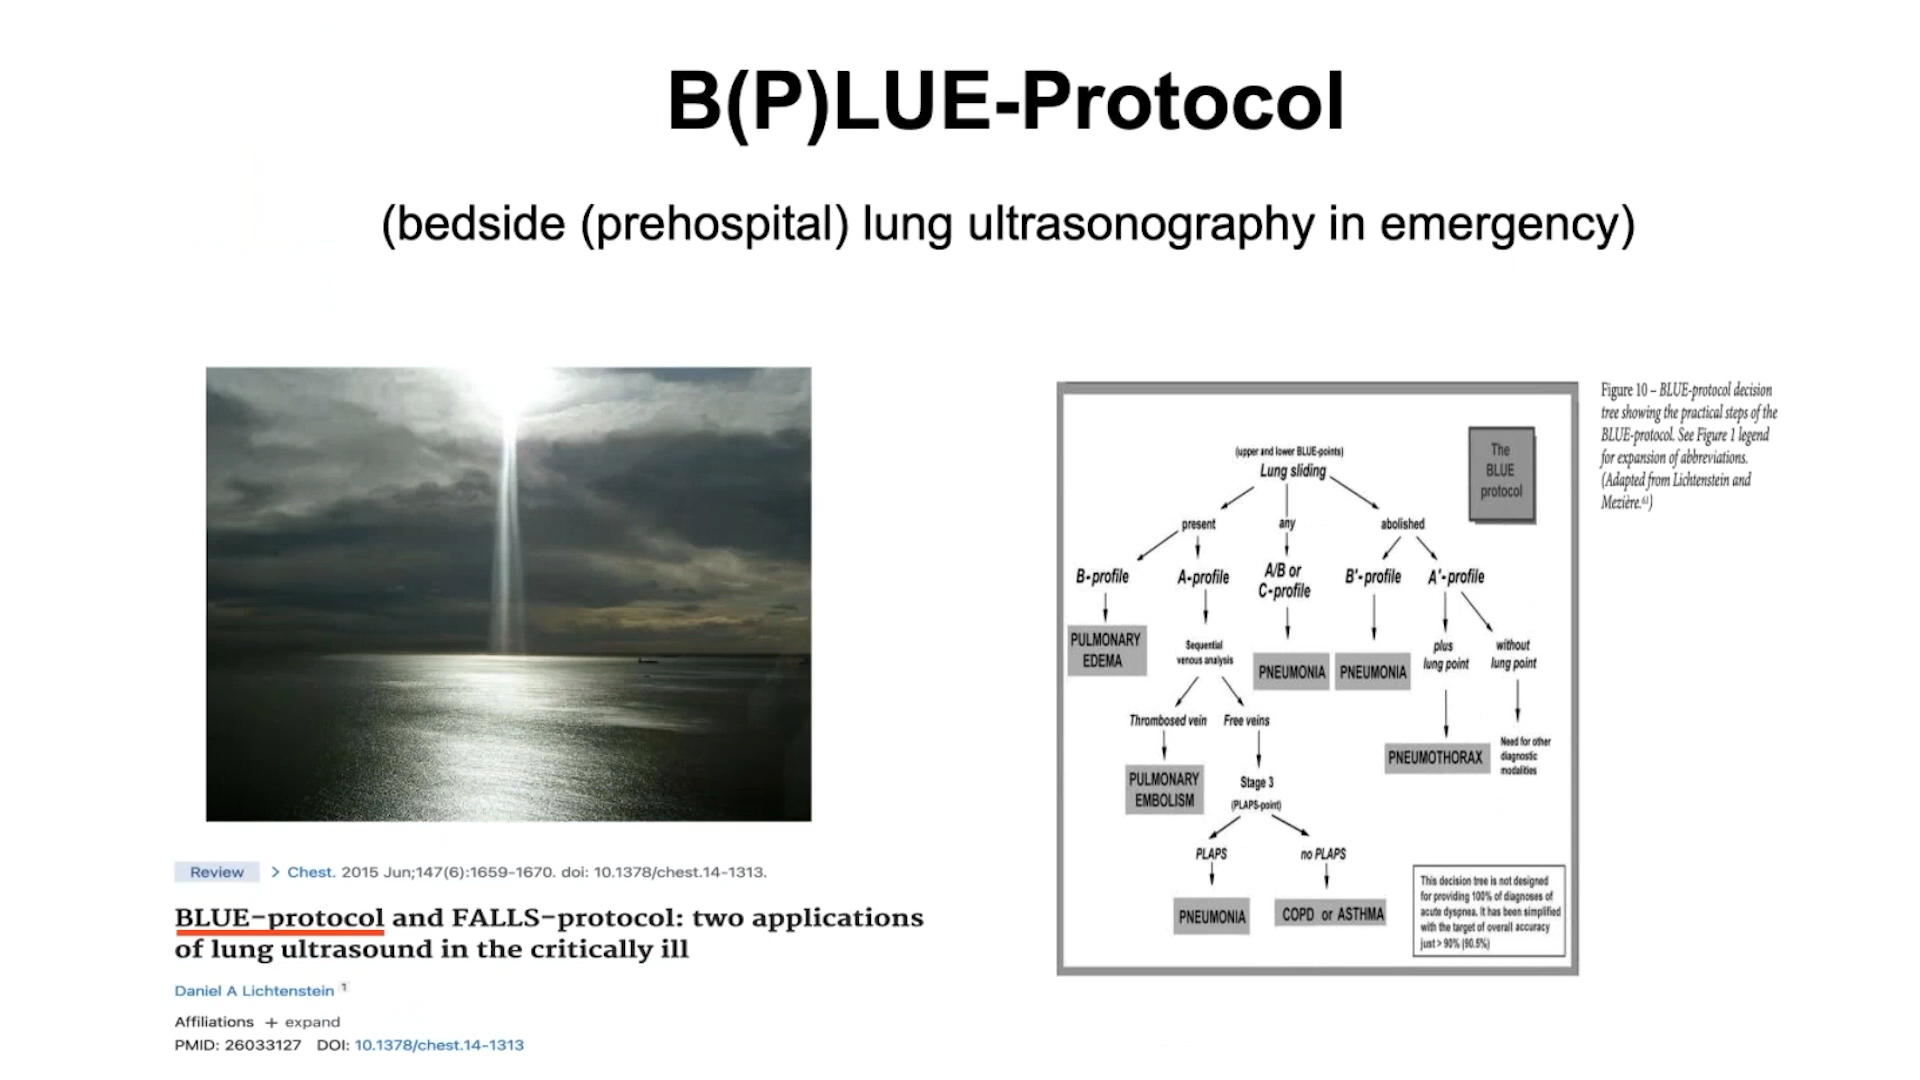 B(P)LUE-Protocol
(bedside (prehospital) lung ultrasonography in emergency)
Review > Chest. 2015 Jun;147(6):1659-1670. doi: 10.1378/chest.14-1313.
BLUE-protocol and FALLS-protocol: two applications
of lung ultrasound in the critically ill
Daniel A Lichtenstein 1
Affiliations + expand
PMID: 26033127 DOI: 10.1378/chest.14-1313
The
BLUE
protocol
(upper and lower BLUE-points)
Lung sliding
present any abolished
B-profile A-profile A/B or
C-profile B'-profile A'-profile
PULMONARY
EDEMA
Sequential
venous analysis
PNEUMONIA PNEUMONIA
plus
lung point
without
lung point
Thrombosed vein Free veins
PNEUMOTHORAX
Need for other
diagnostic
modalities
PULMONARY
EMBOLISM
Stage 3
(PLAPS-point)
PLAPS no PLAPS
PNEUMONIA COPD or ASTHMA
This decision tree is not designed
for providing 100% of diagnoses of
acute dyspnea. It has been simplified
with the target of overall accuracy
just > 90% (90.5%)
Figure 10 – BLUE-protocol decision
tree showing the practical steps of the
BLUE-protocol. See Figure 1 legend
for expansion of abbreviations.
(Adapted from Lichtenstein and
Mezière.61)